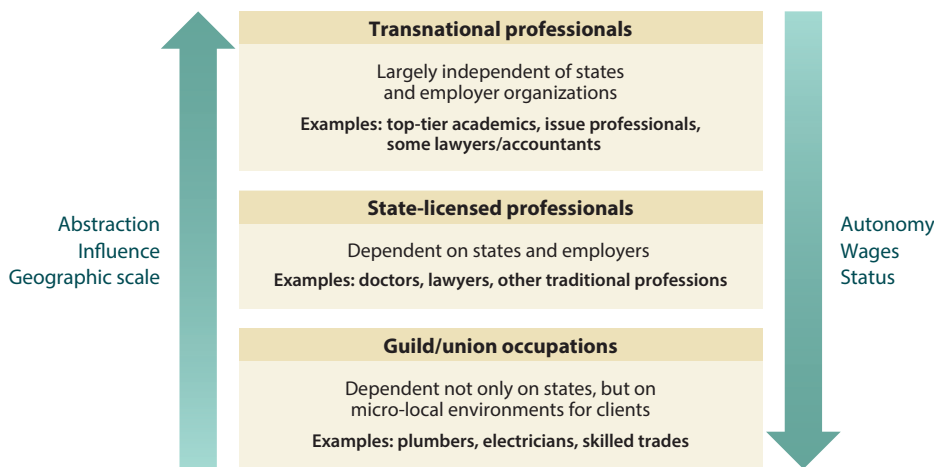 Transnational professionals
Largely independent of states
and employer organizations
Examples: top-tier academics, issue professionals,
some lawyers/accountants
Abstraction
Influence
Geographic scale
State-licensed professionals
Dependent on states and employers
Examples: doctors, lawyers, other traditional professions
Autonomy
Wages
Status
Guild/union occupations
Dependent not only on states, but on
micro-local environments for clients
Examples: plumbers, electricians, skilled trades